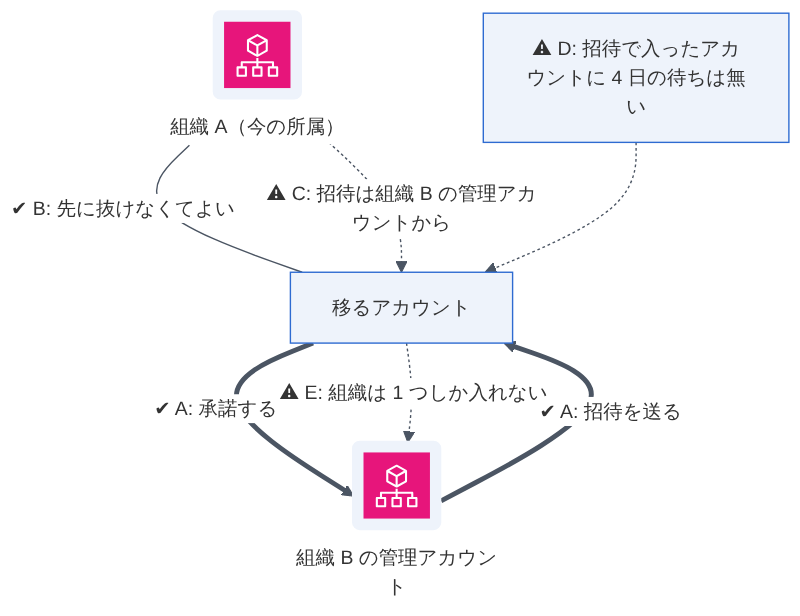 組織 A（今の所属）
⚠ D: 招待で入ったアカ
ウントに 4 日の待ちは無
い
✔ B: 先に抜けなくてよい
⚠ C: 招待は組織 B の管理アカ
ウントから
移るアカウント
✔ A: 承諾する
⚠ E: 組織は 1 つしか入れない
✔ A: 招待を送る
組織 B の管理アカウン
ト